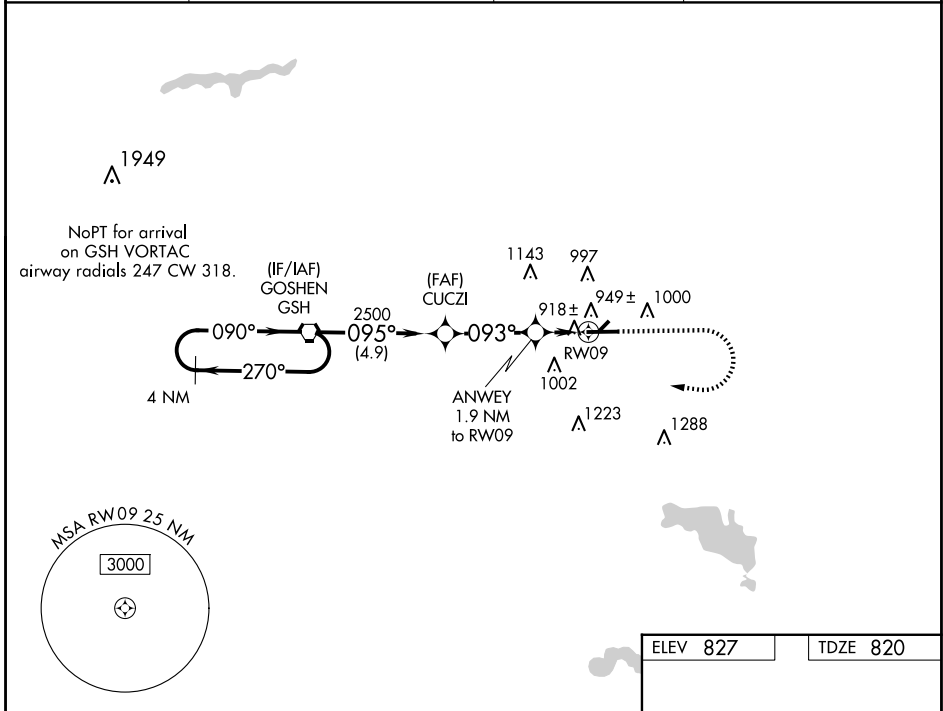 1949
NoPT for arrival
on GSH VORTAC
airway radials 247 CW 318.
(IF/IAF)
GOSHEN
GSH
(FAF)
CUCZI
1143
997
2500
918±
949±
1000
090°
095°
093°
(4.9)
RW09
270°
4 NM
1002
ANWEY
1.9 NM
to RW09
1223
1288
MSA RW09 25 NM
3000
ELEV 827
TDZE 820